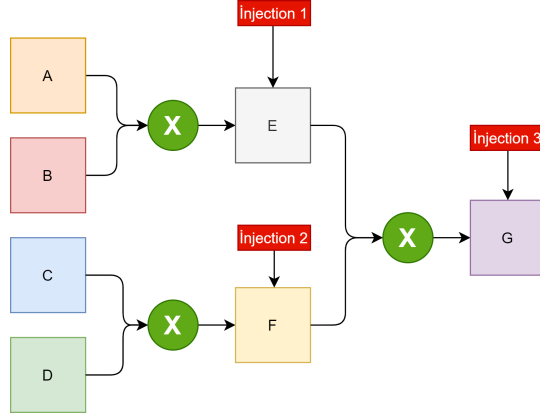 İnjection 1
A
X
E
B
İnjection 3
X
G
İnjection 2
C
X
F
D